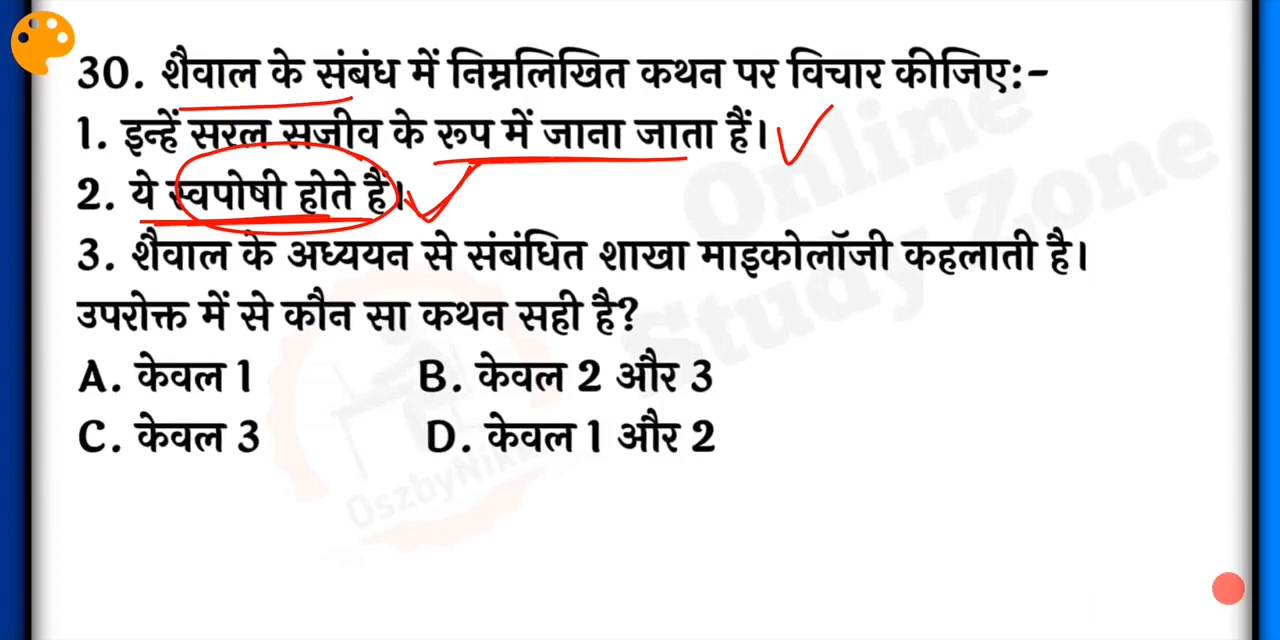 30. शैवाल के संबंध में निम्नलिखित कथन पर विचार कीजिए:-
1. इन्हें सरल सजीव के रूप में जाना जाता हैं।
2. ये स्वपोषी होते हैं।
3. शैवाल के अध्ययन से संबंधित शाखा माइकोलॉजी कहलाती है।
उपरोक्त में से कौन सा कथन सही है?
A. केवल 1 B. केवल 2 और 3
C. केवल 3 D. केवल 1 और 2
Online
Study Zone